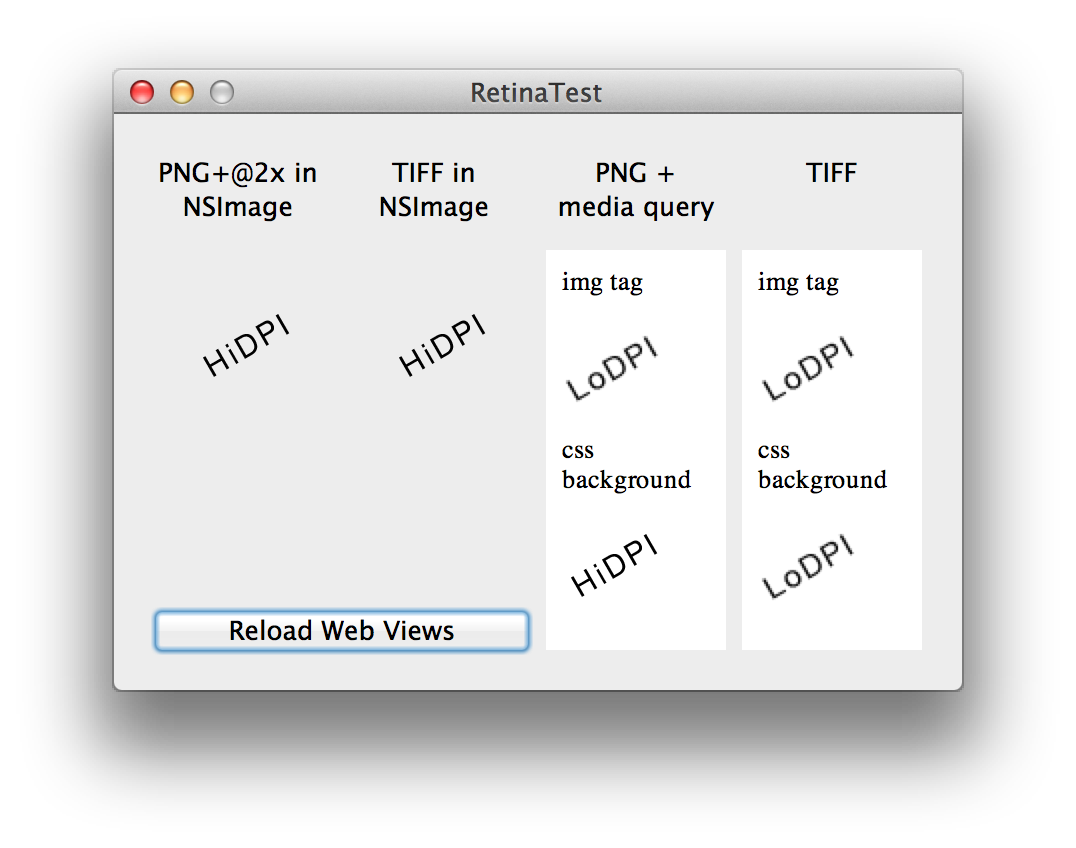 RetinaTest
PNG+@2x in
NSImage
TIFF in
NSImage
PNG +
media query
TIFF
HiDPI
HiDPI
img tag
LoDPI
css
background
HiDPI
img tag
LoDPI
css
background
LoDPI
Reload Web Views